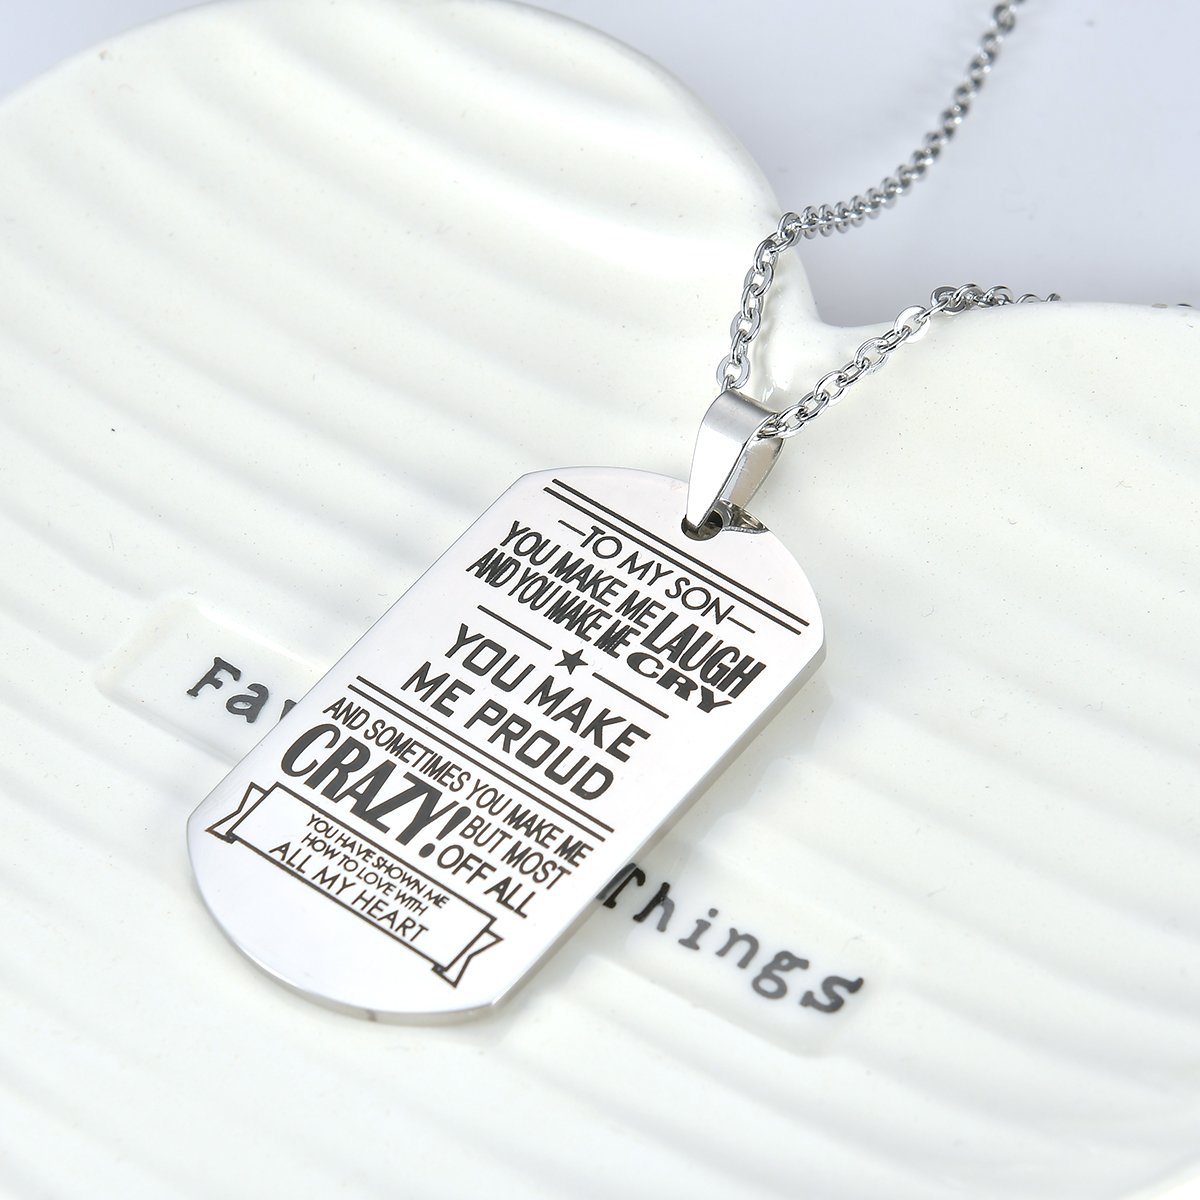 —TO MY SON—
YOU MAKE ME LAUGH
AND YOU MAKE ME CRY
YOU MAKE
ME PROUD
AND SOMETIMES YOU MAKE ME
CRAZY! BUT MOST
OFF ALL
YOU HAVE SHOWN ME
HOW TO LOVE WITH
ALL MY HEART
Fav
Things